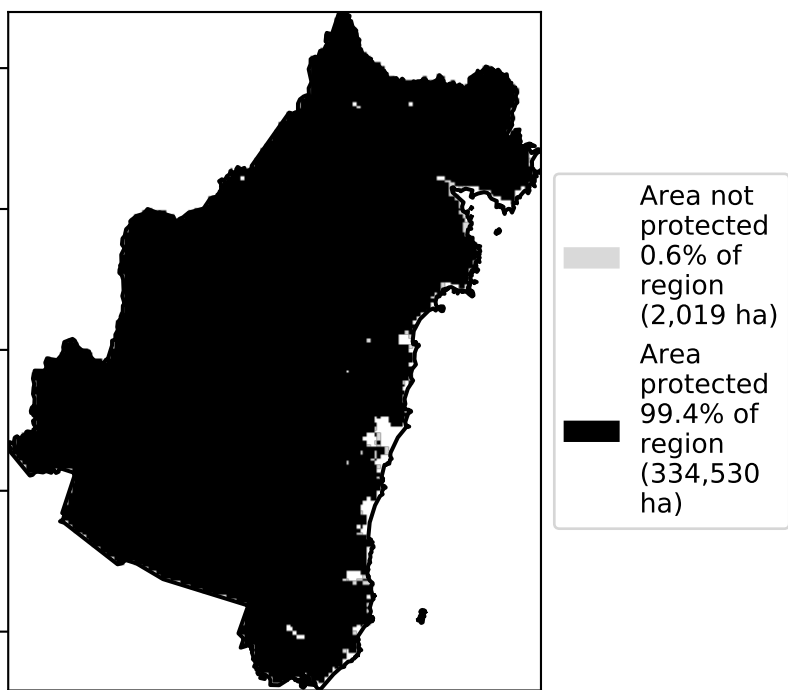 Area not
protected
0.6% of
region
(2,019 ha)
Area
protected
99.4% of
region
(334,530
ha)